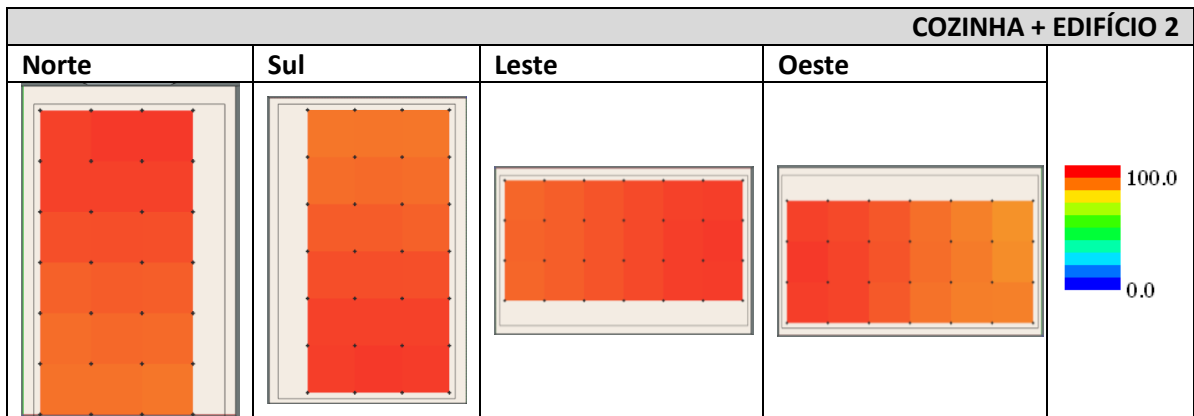 COZINHA + EDIFÍCIO 2
Norte
Sul
Leste
Oeste
100.0
0.0